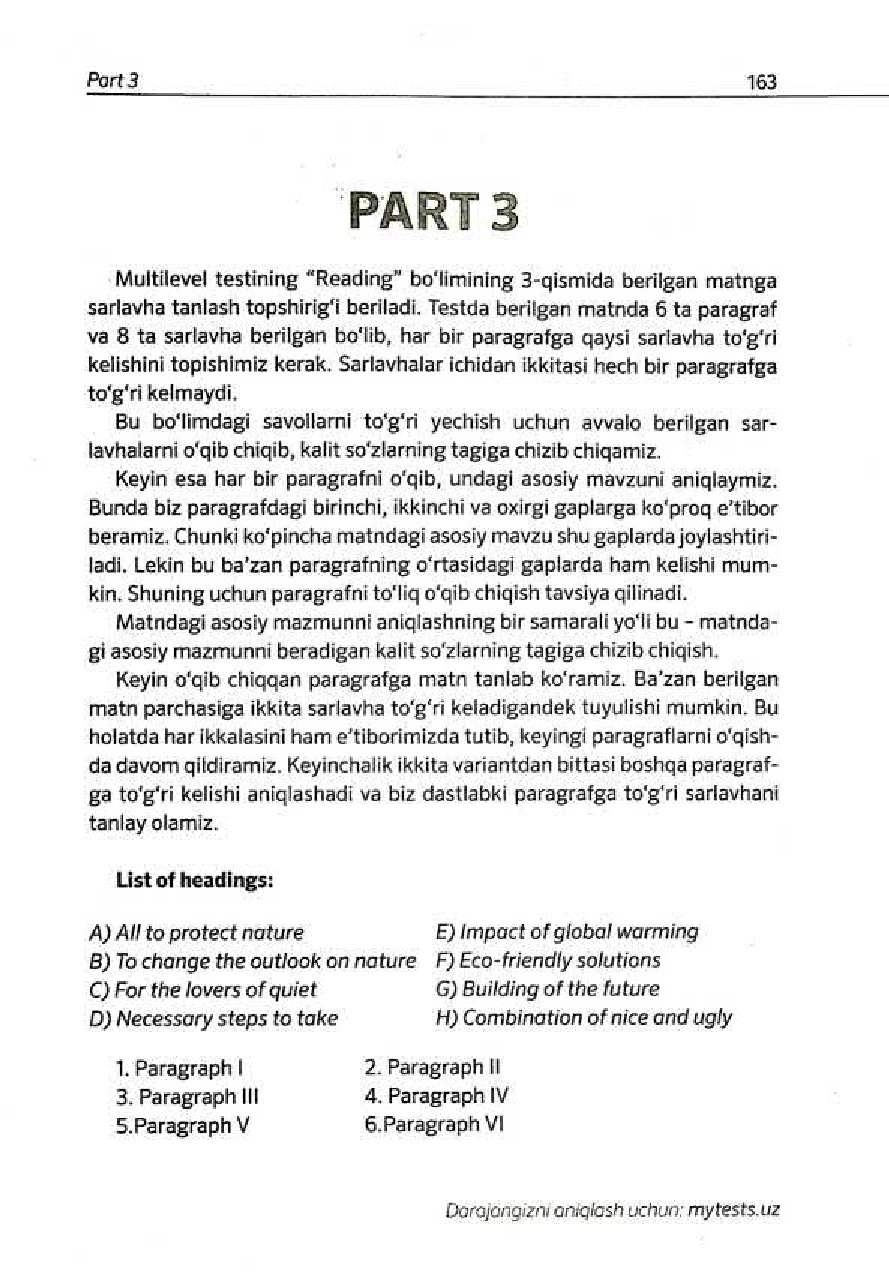 Part 3 163
PART 3
Multilevel testining "Reading" bo'limining 3-qismida berilgan matnga
sarlavha tanlash topshirig'i beriladi. Testda berilgan matnda 6 ta paragraf
va 8 ta sarlavha berilgan bo'lib, har bir paragrafga qaysi sarlavha to'g'ri
kelishini topishimiz kerak. Sarlavhalar ichidan ikkitasi hech bir paragrafga
to'g'ri kelmaydi.
Bu bo'limdagi savollarni to'g'ri yechish uchun avvalo berilgan sar-
lavhalarni o'qib chiqib, kalit so'zlarning tagiga chizib chiqamiz.
Keyin esa har bir paragrafni o'qib, undagi asosiy mavzuni aniqlaymiz.
Bunda biz paragrafdagi birinchi, ikkinchi va oxirgi gaplarga ko'proq e'tibor
beramiz. Chunki ko'pincha matndagi asosiy mavzu shu gaplarda joylashtiri-
ladi. Lekin bu ba'zan paragrafning o'rtasidagi gaplarda ham kelishi mum-
kin. Shuning uchun paragrafni to'liq o'qib chiqish tavsiya qilinadi.
Matndagi asosiy mazmunni aniqlashning bir samarali yo'li bu – matnda-
gi asosiy mazmunni beradigan kalit so'zlarning tagiga chizib chiqish.
Keyin o'qib chiqqan paragrafga matn tanlab ko'ramiz. Ba'zan berilgan
matn parchasiga ikkita sarlavha to'g'ri keladigandek tuyulishi mumkin. Bu
holatda har ikkalasini ham e'tiborimizda tutib, keyingi paragraflarni o'qish-
da davom qildiramiz. Keyinchalik ikkita variantdan bittasi boshqa paragraf-
ga to'g'ri kelishi aniqlashadi va biz dastlabki paragrafga to'g'ri sarlavhani
tanlay olamiz.
List of headings:
A) All to protect nature E) Impact of global warming
B) To change the outlook on nature F) Eco-friendly solutions
C) For the lovers of quiet G) Building of the future
D) Necessary steps to take H) Combination of nice and ugly
1. Paragraph I 2. Paragraph II
3. Paragraph III 4. Paragraph IV
5.Paragraph V 6.Paragraph VI
Darajangizni aniqlash uchun: mytests.uz